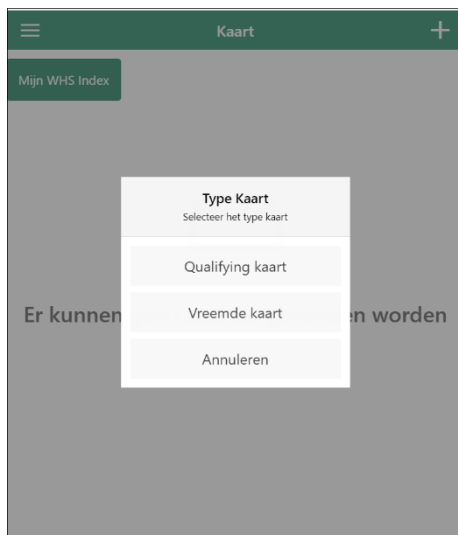 Kaart
Mijn WHS Index
Type Kaart
Selecteer het type kaart
Qualifying kaart
Vreemde kaart
Annuleren
Er kunnen en worden